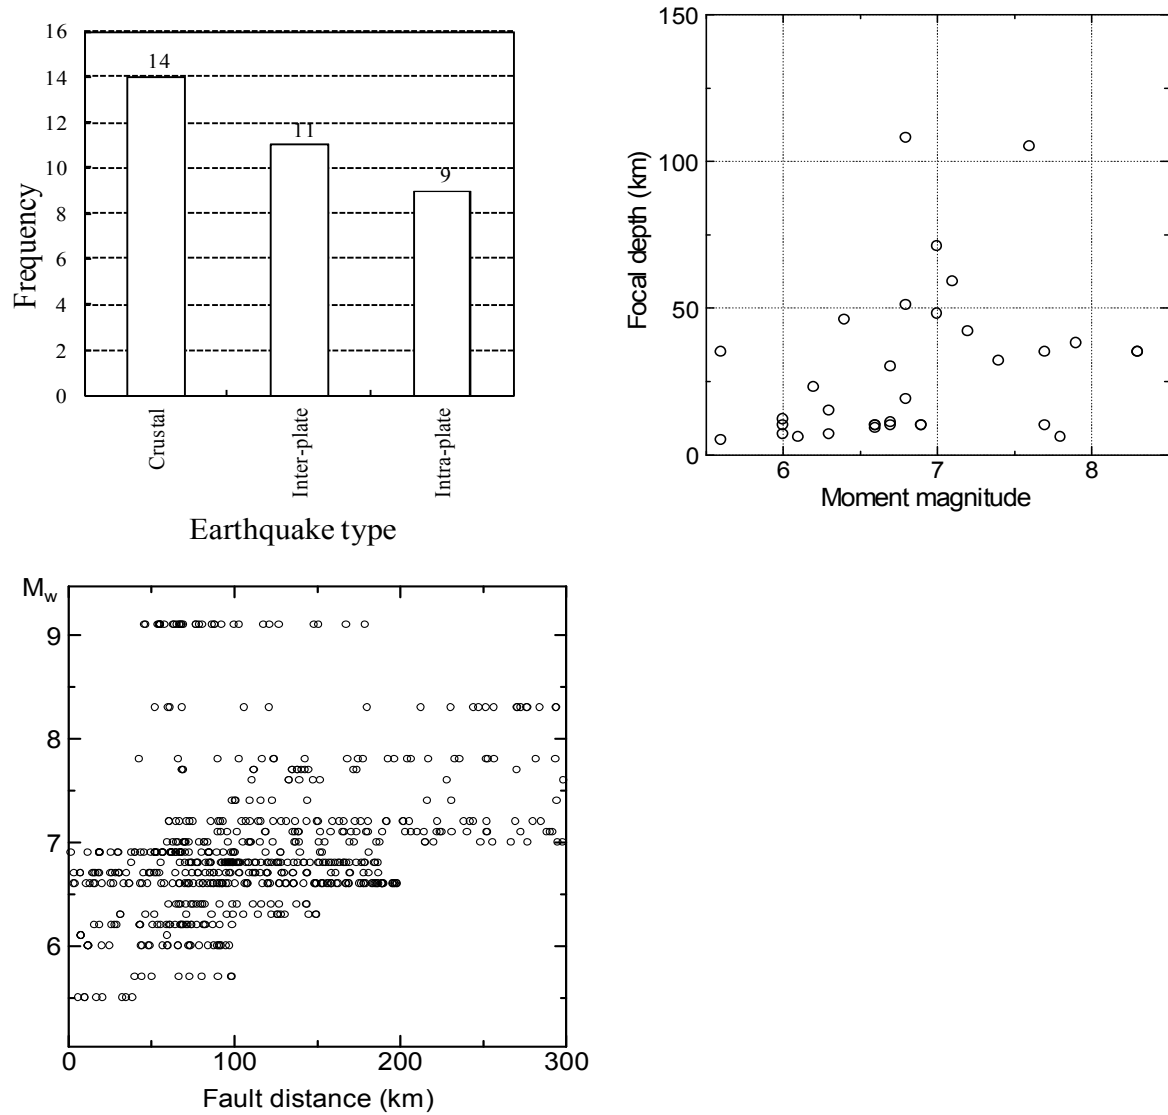 16
14
12
10
8
6
4
2
0
Frequency
14
11
9
Crustal
Inter-plate
Intra-plate
Earthquake type
150
100
50
0
Focal depth (km)
6 7 8
Moment magnitude
Mw
9
8
7
6
0 100 200 300
Fault distance (km)